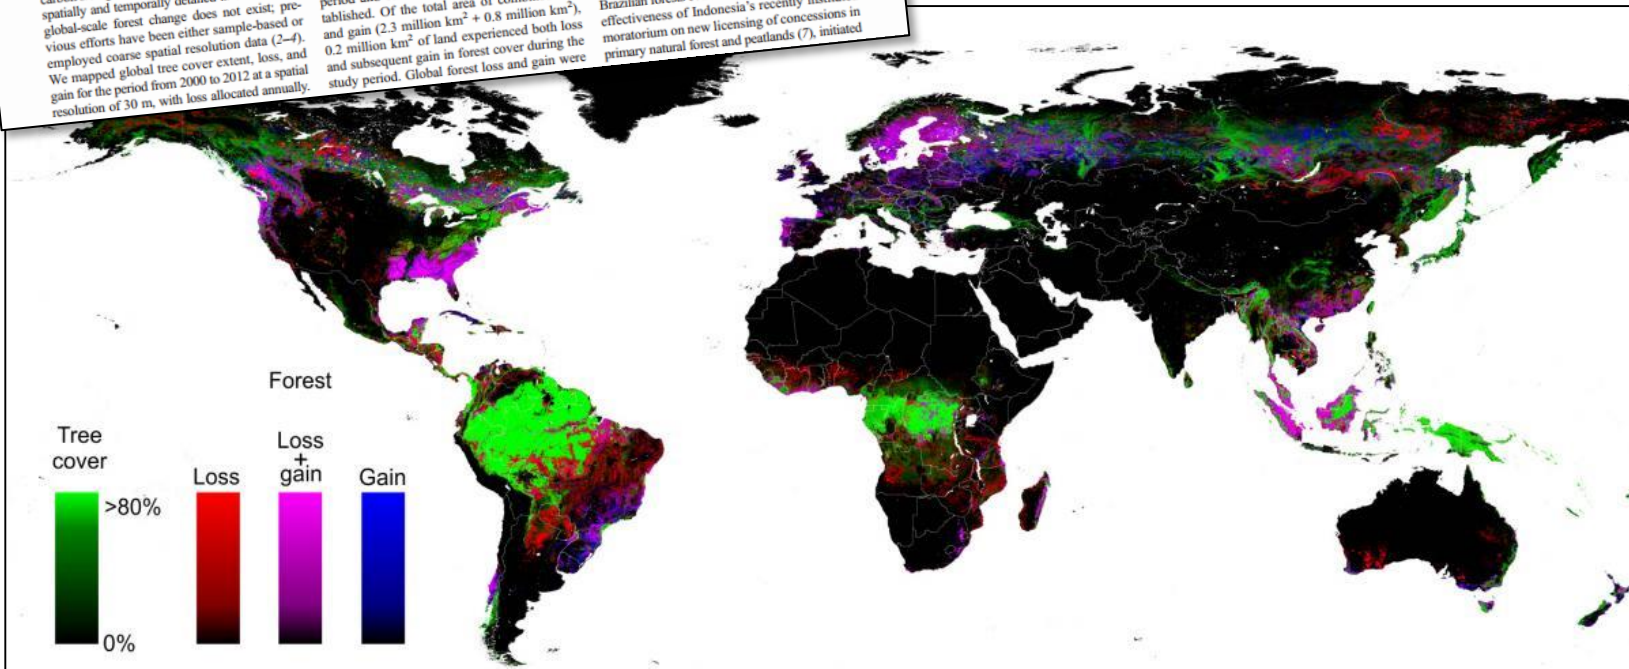 spatially and temporally detailed
global-scale forest change does not exist; pre-
vious efforts have been either sample-based or
employed coarse spatial resolution data (2–4).
We mapped global tree cover extent, loss, and
gain for the period from 2000 to 2012 at a spatial
resolution of 30 m, with loss allocated annually.
tablished. Of the total area of
and gain (2.3 million km² + 0.8 million km²),
0.2 million km² of land experienced both loss
and subsequent gain in forest cover during the
study period. Global forest loss and gain were
effectiveness of Indonesia's recently
moratorium on new licensing of concessions in
primary natural forest and peatlands (7), initiated
Forest
Tree
cover
>80%
0%
Loss
Loss
+
gain
Gain